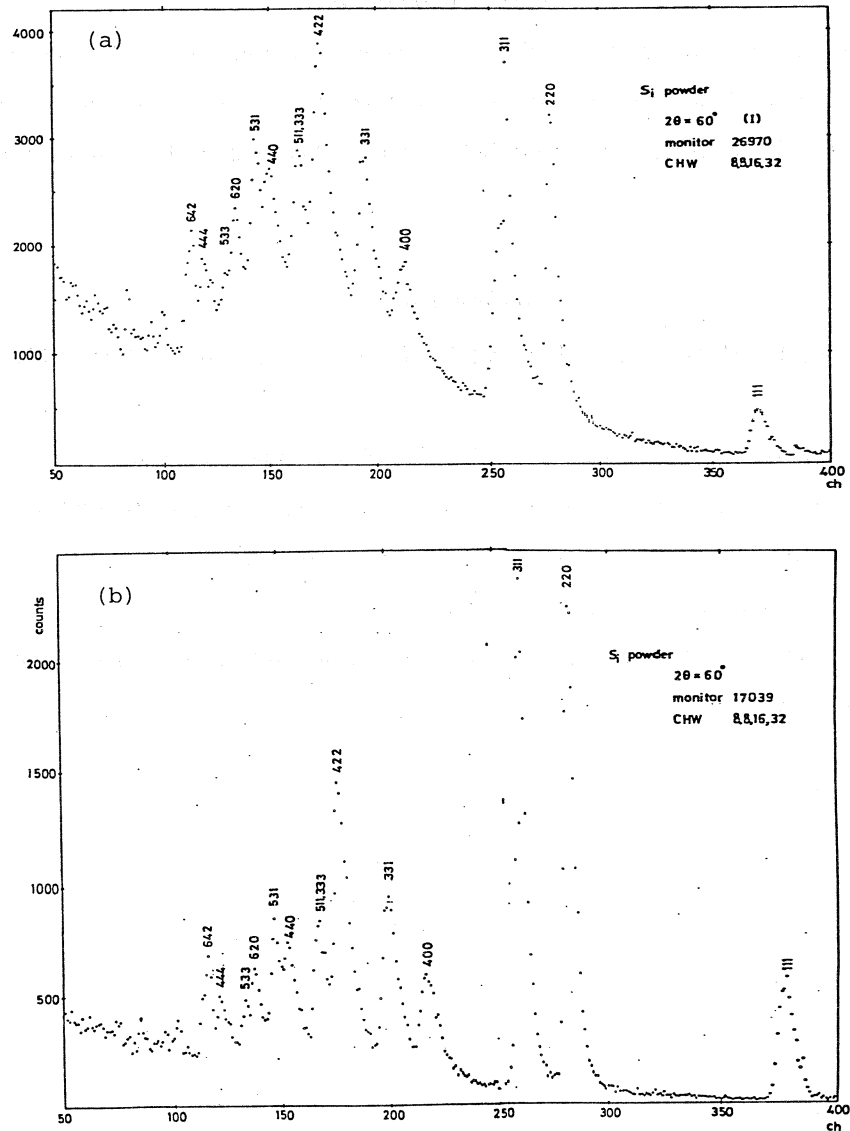 (a)
4000
3000
2000
1000
642
444
533
620
531
440
511,333
422
331
400
311
220
111
Si powder
2θ = 60° (I)
monitor 26970
CHW 8,8,16,32
50 100 150 200 250 300 350 400
ch
(b)
counts
2000
1500
1000
500
642
444
533
620
531
440
511,333
422
331
400
311
220
111
Si powder
2θ = 60°
monitor 17039
CHW 8,8,16,32
50 100 150 200 250 300 350 400
ch